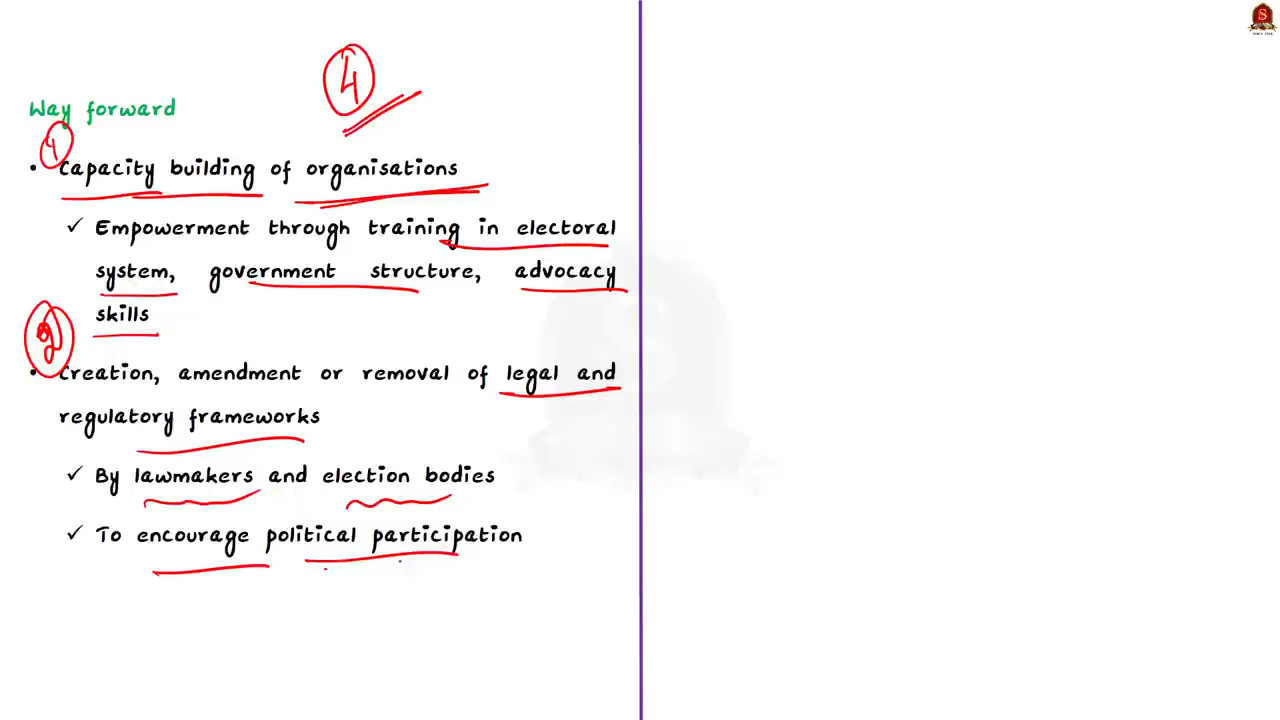 4
Way forward
1
• Capacity building of organisations
✓ Empowerment through training in electoral
system, government structure, advocacy
skills
• Creation, amendment or removal of legal and
regulatory frameworks
✓ By lawmakers and election bodies
✓ To encourage political participation
S
S